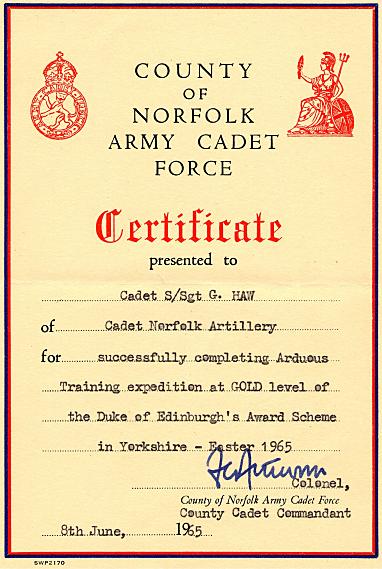 COUNTY
OF
NORFOLK
ARMY CADET
FORCE
Certificate
presented to
Cadet S/Sgt G. HAW
of Cadet Norfolk Artillery
for successfully completing Arduous
Training expedition at GOLD level of
the Duke of Edinburgh's Award Scheme
in Yorkshire - Easter 1965
Colonel,
County of Norfolk Army Cadet Force
County Cadet Commandant
8th June, 1965
SWP2170